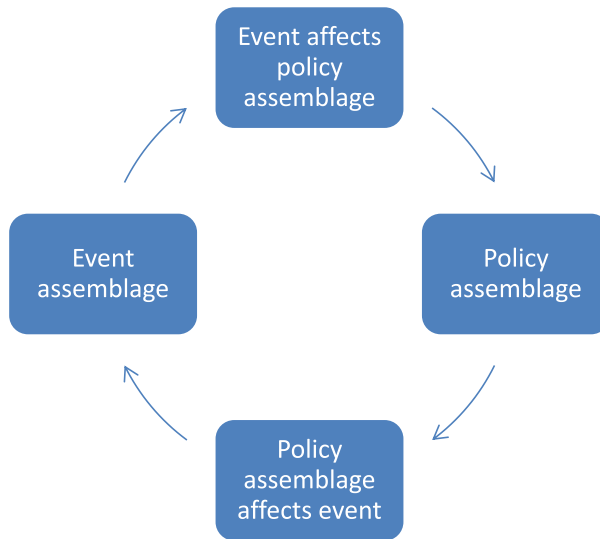 Event affects
policy
assemblage
Event
assemblage
Policy
assemblage
Policy
assemblage
affects event